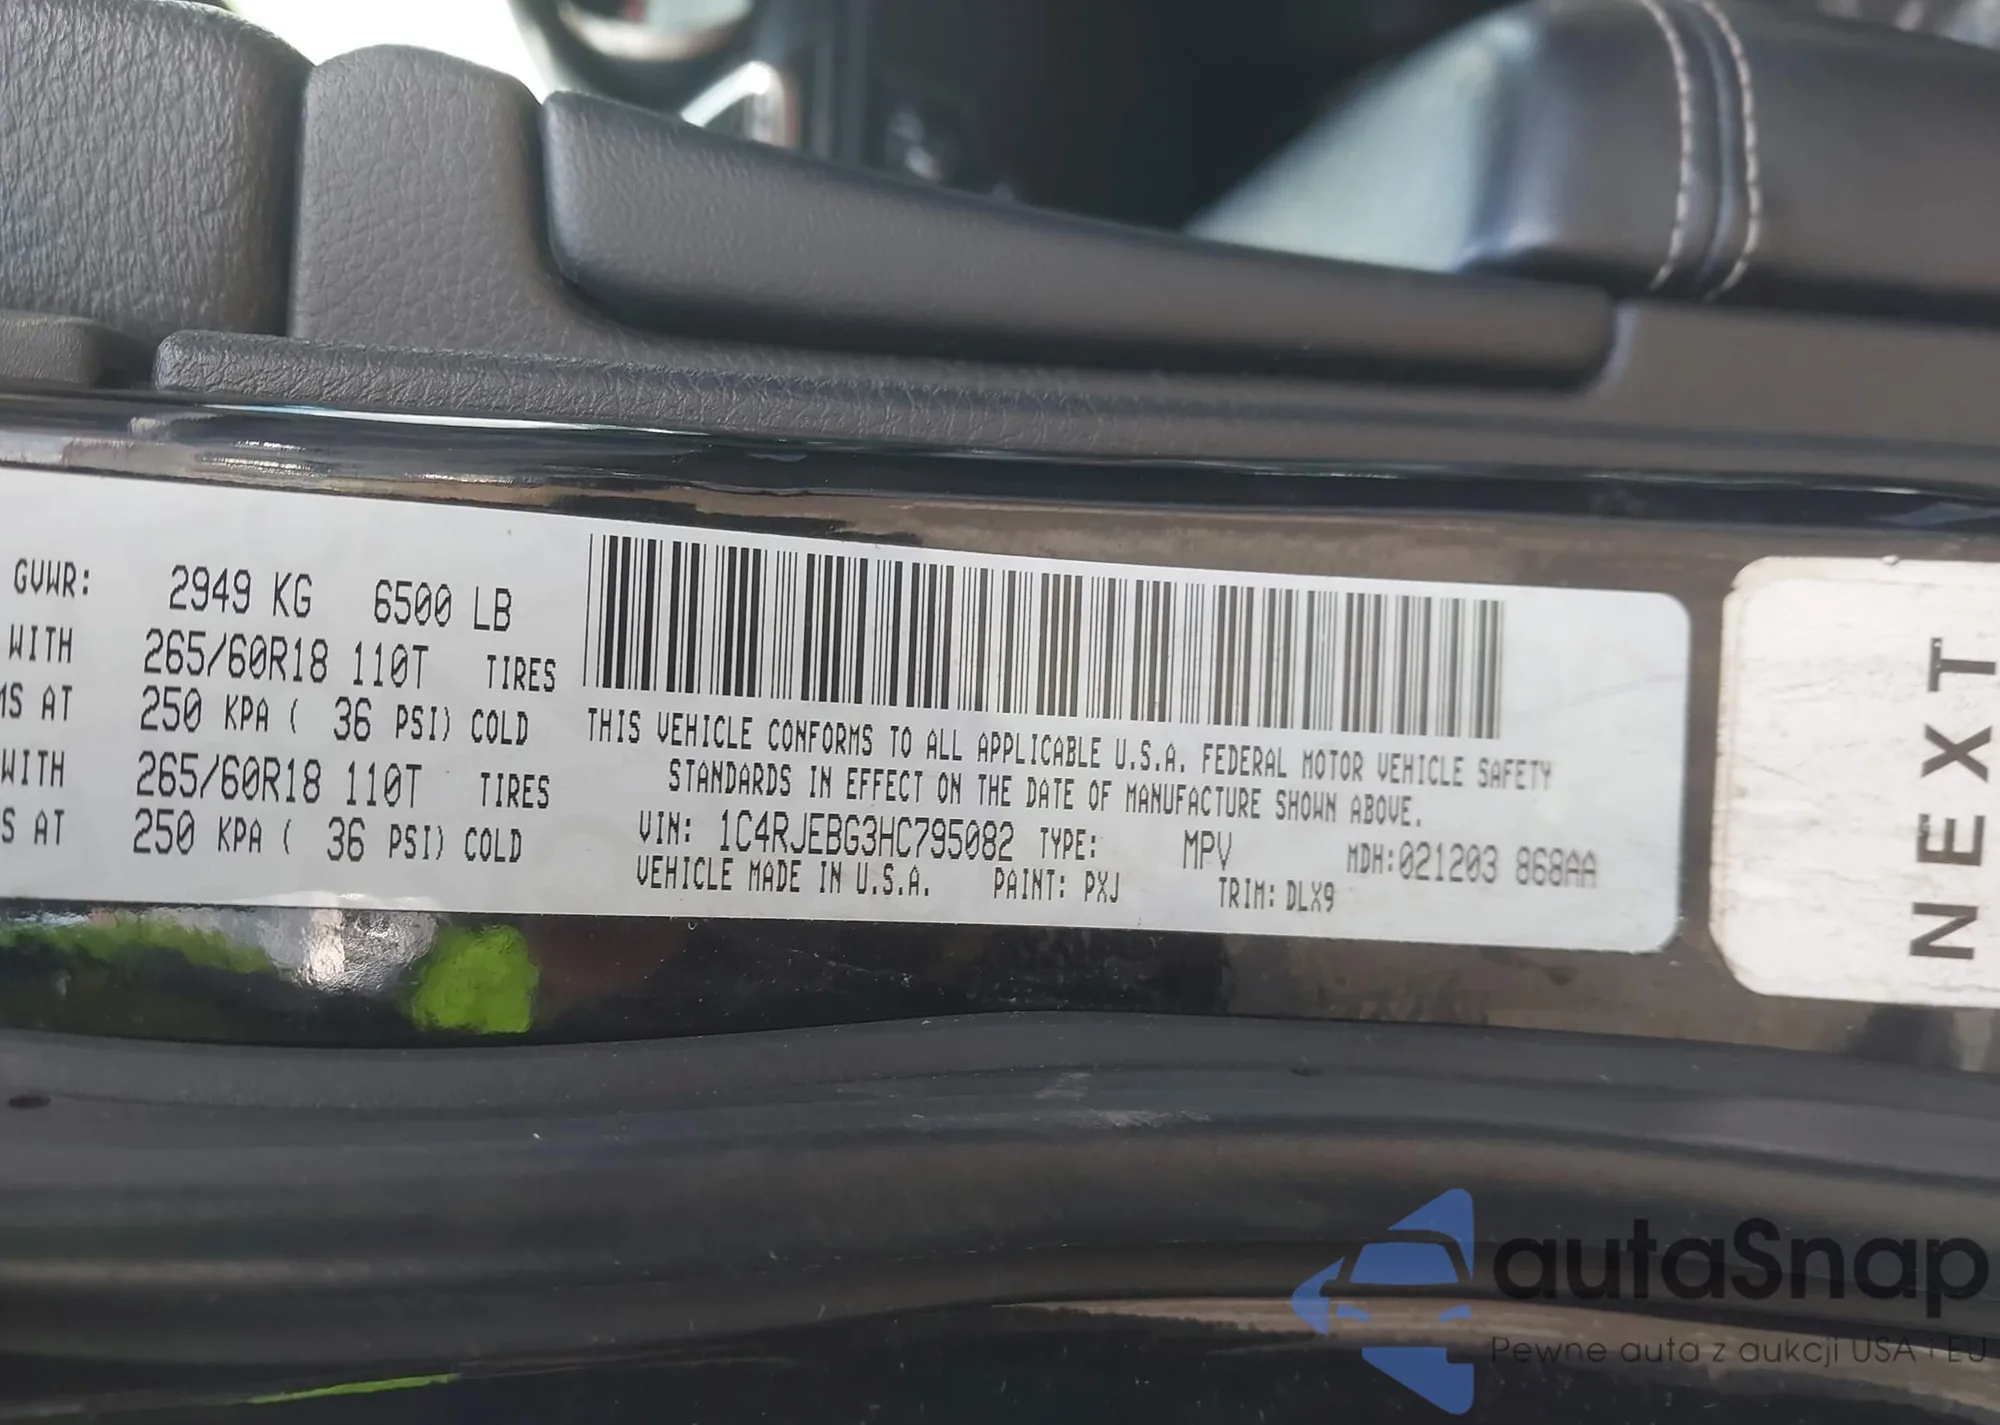 GVWR: 2949 KG 6500 LB
WITH 265/60R18 110T TIRES
MS AT 250 KPA ( 36 PSI) COLD
WITH 265/60R18 110T TIRES
S AT 250 KPA ( 36 PSI) COLD
THIS VEHICLE CONFORMS TO ALL APPLICABLE U.S.A. FEDERAL MOTOR VEHICLE SAFETY
STANDARDS IN EFFECT ON THE DATE OF MANUFACTURE SHOWN ABOVE.
VIN: 1C4RJEBG3HC795082 TYPE: MPV MDH:021203 868AA
VEHICLE MADE IN U.S.A. PAINT: PXJ TRIM: DLX9
NEXT
autaSnap
Pewne auta z aukcji USA i EU